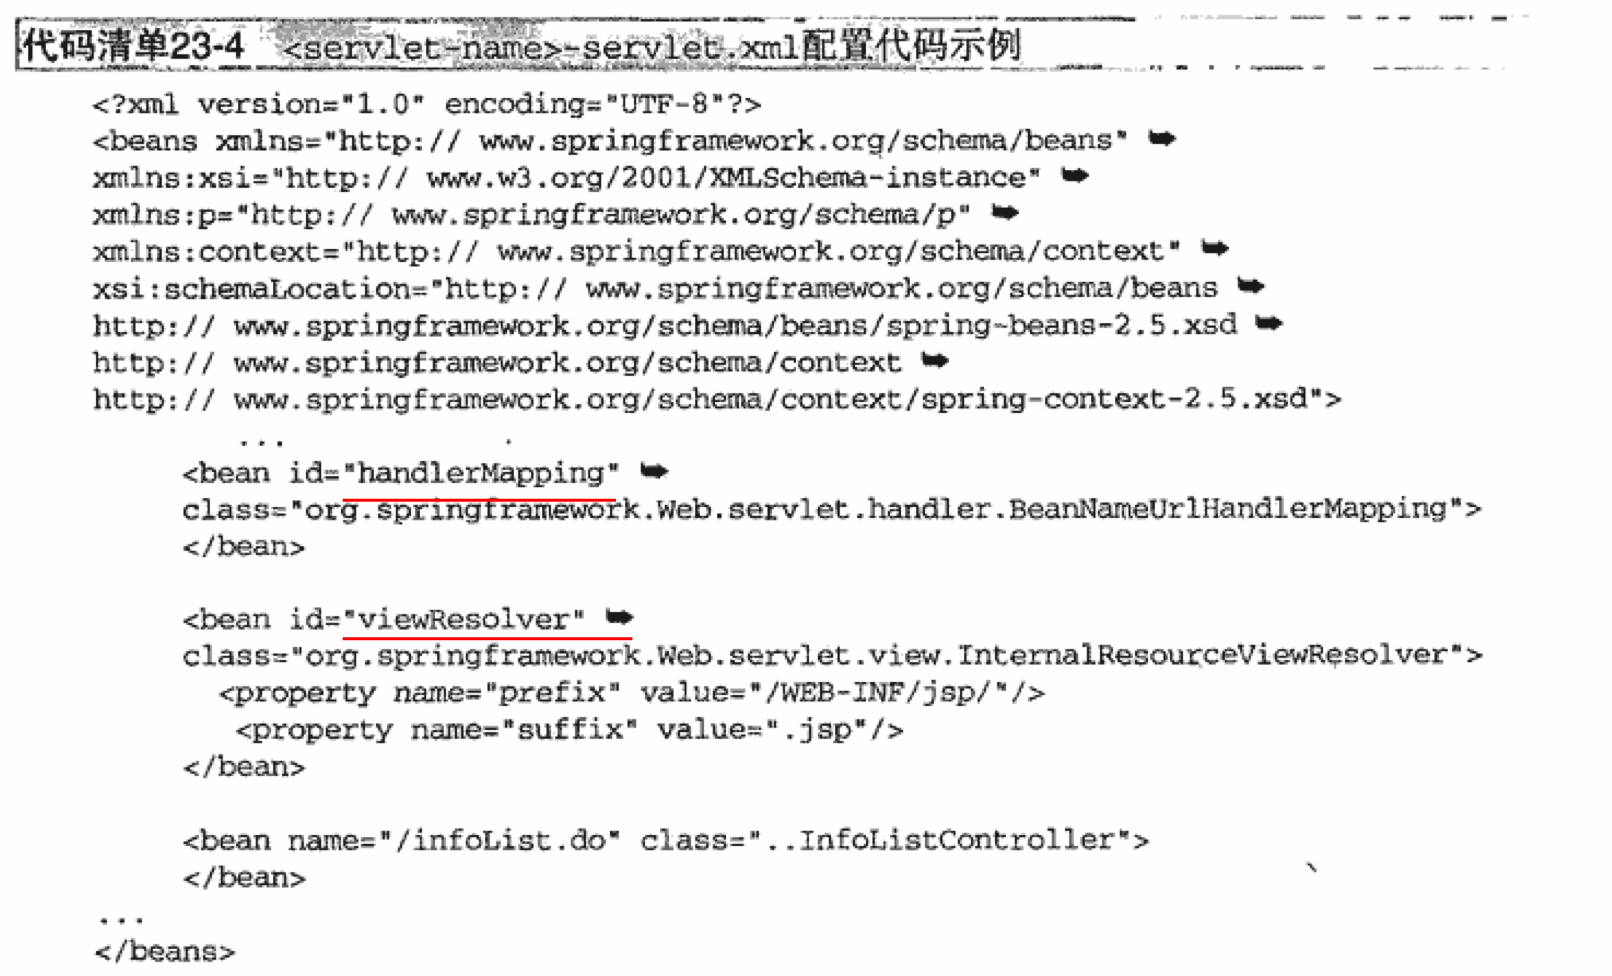 代码清单23-4 <servlet-name>-servlet.xml配置代码示例
<?xml version="1.0" encoding="UTF-8"?>
<beans xmlns="http:// www.springframework.org/schema/beans" ➥
xmlns:xsi="http:// www.w3.org/2001/XMLSchema-instance" ➥
xmlns:p="http:// www.springframework.org/schema/p" ➥
xmlns:context="http:// www.springframework.org/schema/context" ➥
xsi:schemaLocation="http:// www.springframework.org/schema/beans ➥
http:// www.springframework.org/schema/beans/spring-beans-2.5.xsd ➥
http:// www.springframework.org/schema/context ➥
http:// www.springframework.org/schema/context/spring-context-2.5.xsd">
...
<bean id="handlerMapping" ➥
class="org.springframework.Web.servlet.handler.BeanNameUrlHandlerMapping">
</bean>
<bean id="viewResolver" ➥
class="org.springframework.Web.servlet.view.InternalResourceViewResolver">
<property name="prefix" value="/WEB-INF/jsp/"/>
<property name="suffix" value=".jsp"/>
</bean>
<bean name="/infoList.do" class="..InfoListController">
</bean>
...
</beans>